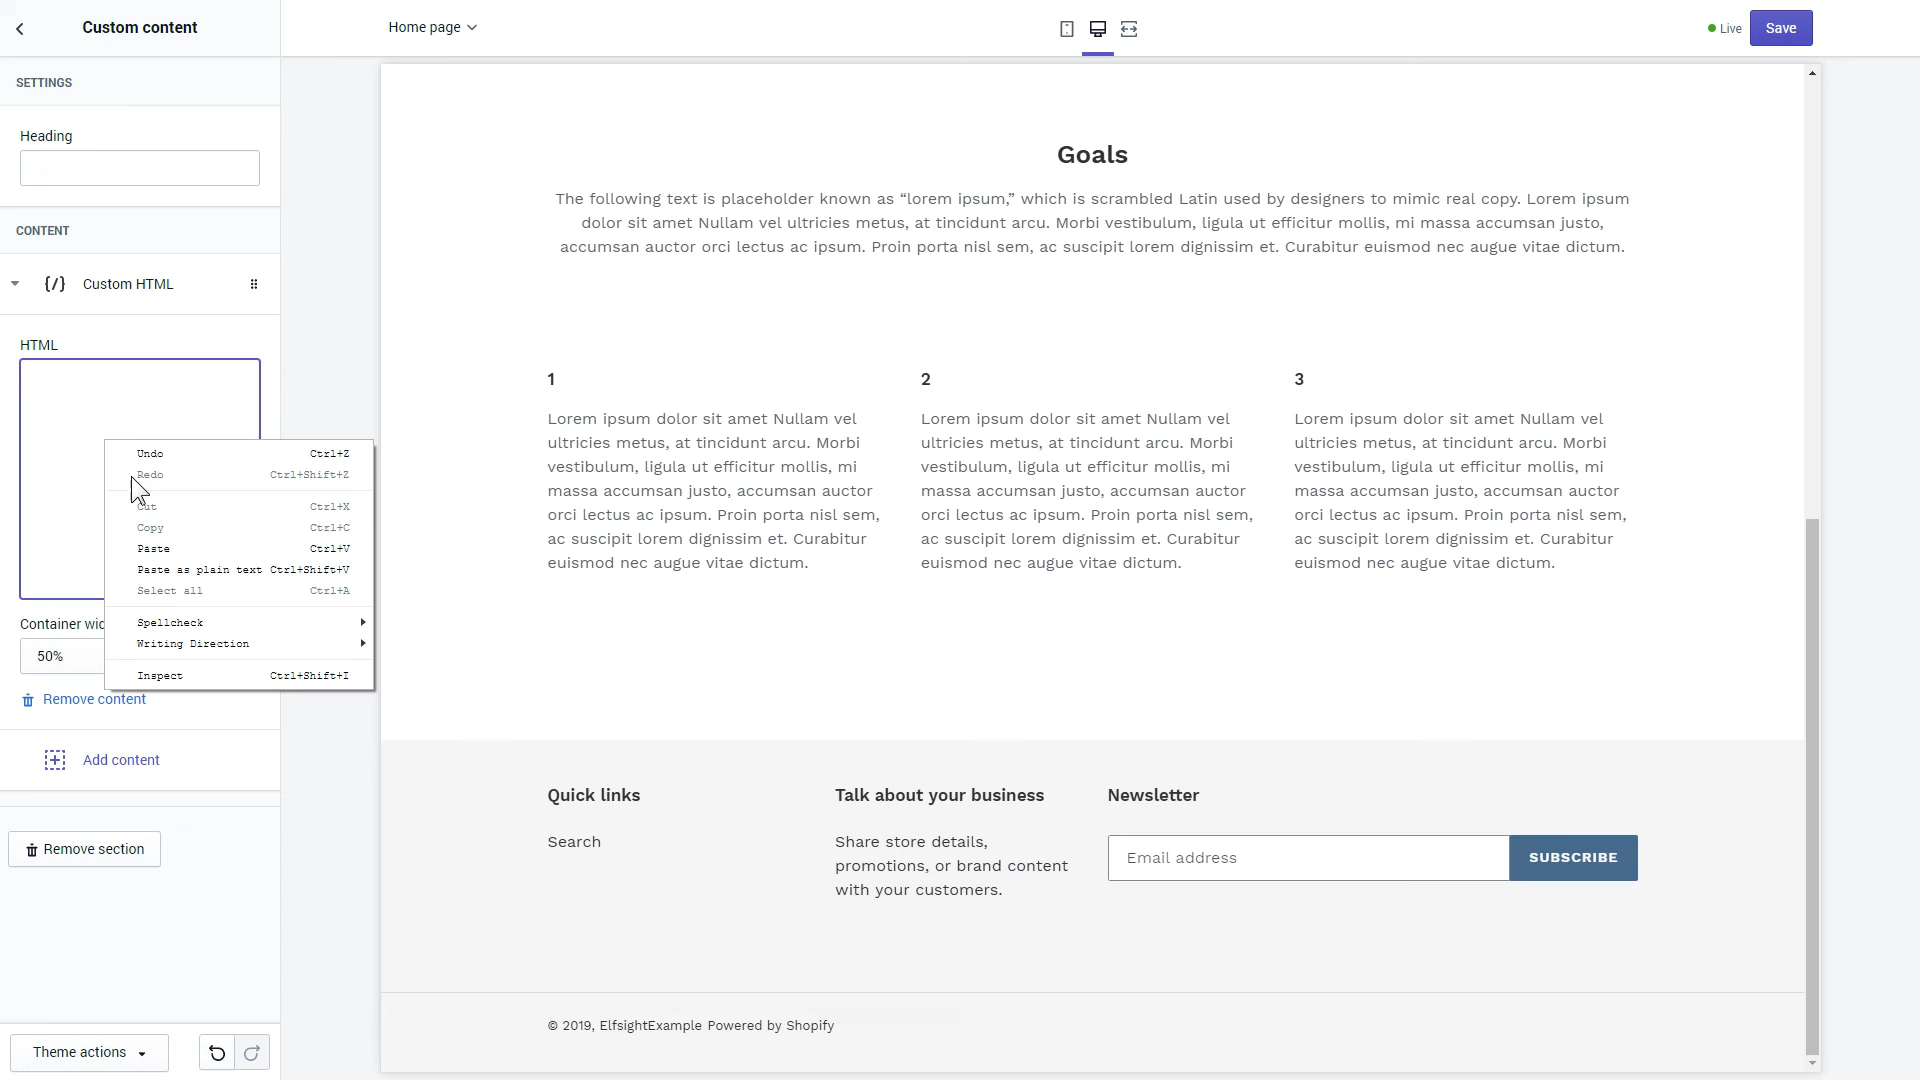 Custom content
Home page
Live
Save
SETTINGS
Heading
CONTENT
Custom HTML
HTML
Undo Ctrl+Z
Redo Ctrl+Shift+Z
Cut Ctrl+X
Copy Ctrl+C
Paste Ctrl+V
Paste as plain text Ctrl+Shift+V
Select all Ctrl+A
Spellcheck
Writing Direction
Inspect Ctrl+Shift+I
Container wid
50%
Remove content
Add content
Remove section
Theme actions
Goals
The following text is placeholder known as “lorem ipsum,” which is scrambled Latin used by designers to mimic real copy. Lorem ipsum
dolor sit amet Nullam vel ultricies metus, at tincidunt arcu. Morbi vestibulum, ligula ut efficitur mollis, mi massa accumsan justo,
accumsan auctor orci lectus ac ipsum. Proin porta nisl sem, ac suscipit lorem dignissim et. Curabitur euismod nec augue vitae dictum.
1
Lorem ipsum dolor sit amet Nullam vel
ultricies metus, at tincidunt arcu. Morbi
vestibulum, ligula ut efficitur mollis, mi
massa accumsan justo, accumsan auctor
orci lectus ac ipsum. Proin porta nisl sem,
ac suscipit lorem dignissim et. Curabitur
euismod nec augue vitae dictum.
2
Lorem ipsum dolor sit amet Nullam vel
ultricies metus, at tincidunt arcu. Morbi
vestibulum, ligula ut efficitur mollis, mi
massa accumsan justo, accumsan auctor
orci lectus ac ipsum. Proin porta nisl sem,
ac suscipit lorem dignissim et. Curabitur
euismod nec augue vitae dictum.
3
Lorem ipsum dolor sit amet Nullam vel
ultricies metus, at tincidunt arcu. Morbi
vestibulum, ligula ut efficitur mollis, mi
massa accumsan justo, accumsan auctor
orci lectus ac ipsum. Proin porta nisl sem,
ac suscipit lorem dignissim et. Curabitur
euismod nec augue vitae dictum.
Quick links
Search
Talk about your business
Share store details,
promotions, or brand content
with your customers.
Newsletter
Email address
SUBSCRIBE
© 2019, ElfsightExample Powered by Shopify